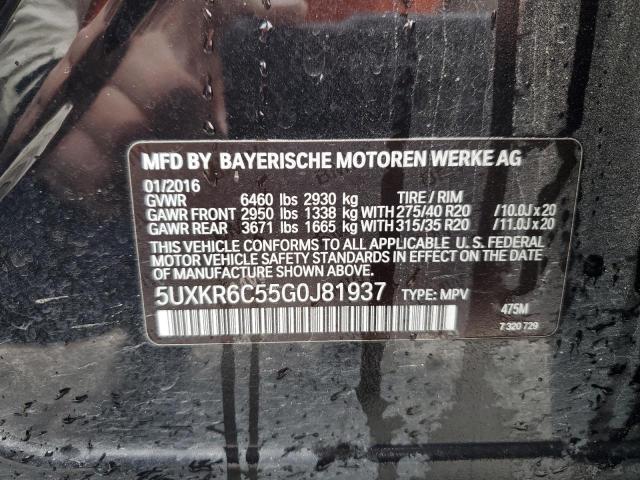 MFD BY BAYERISCHE MOTOREN WERKE AG
01/2016
GVWR 6460 lbs 2930 kg TIRE / RIM
GAWR FRONT 2950 lbs 1338 kg WITH 275/40 R20 /10.0J x 20
GAWR REAR 3671 lbs 1665 kg WITH 315/35 R20 /11.0J x 20
THIS VEHICLE CONFORMS TO ALL APPLICABLE U. S. FEDERAL
MOTOR VEHICLE SAFETY STANDARDS IN EFFECT ON THE
DATE OF MANUFACTURE SHOWN ABOVE.
5UXKR6C55G0J81937 TYPE: MPV
475M
7 320 729